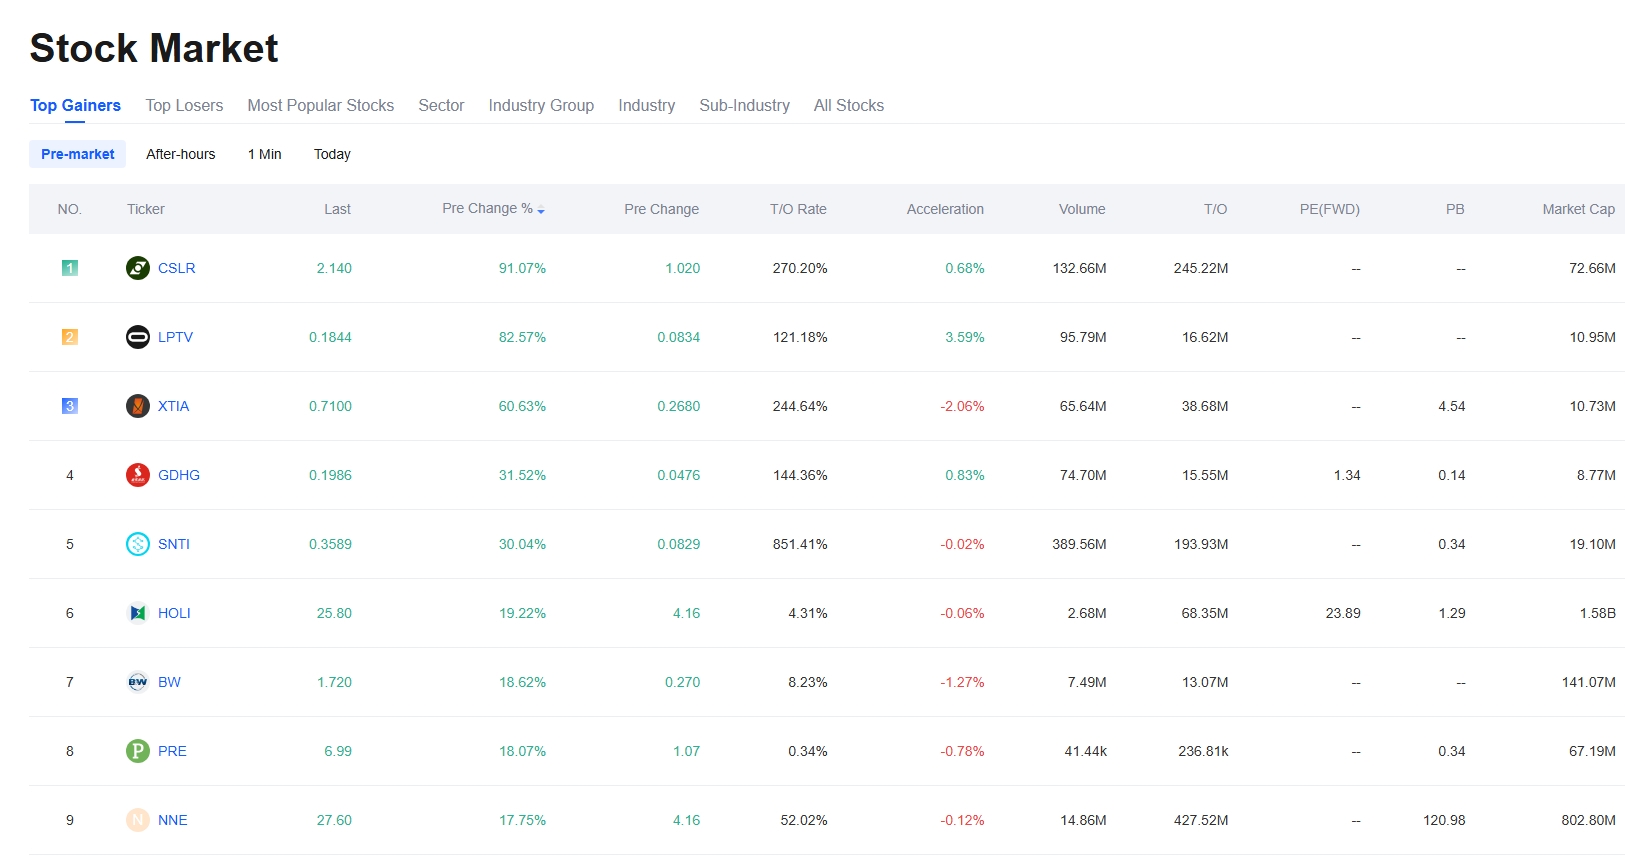 Stock Market
Top Gainers Top Losers Most Popular Stocks Sector Industry Group Industry Sub-Industry All Stocks
Pre-market After-hours 1 Min Today
NO. Ticker Last Pre Change % Pre Change T/O Rate Acceleration Volume T/O PE(FWD) PB Market Cap
1 CSLR 2.140 91.07% 1.020 270.20% 0.68% 132.66M 245.22M -- -- 72.66M
2 LPTV 0.1844 82.57% 0.0834 121.18% 3.59% 95.79M 16.62M -- -- 10.95M
3 XTIA 0.7100 60.63% 0.2680 244.64% -2.06% 65.64M 38.68M -- 4.54 10.73M
4 GDHG 0.1986 31.52% 0.0476 144.36% 0.83% 74.70M 15.55M 1.34 0.14 8.77M
5 SNTI 0.3589 30.04% 0.0829 851.41% -0.02% 389.56M 193.93M -- 0.34 19.10M
6 HOLI 25.80 19.22% 4.16 4.31% -0.06% 2.68M 68.35M 23.89 1.29 1.58B
7 BW BW 1.720 18.62% 0.270 8.23% -1.27% 7.49M 13.07M -- -- 141.07M
8 P PRE 6.99 18.07% 1.07 0.34% -0.78% 41.44k 236.81k -- 0.34 67.19M
9 N NNE 27.60 17.75% 4.16 52.02% -0.12% 14.86M 427.52M -- 120.98 802.80M